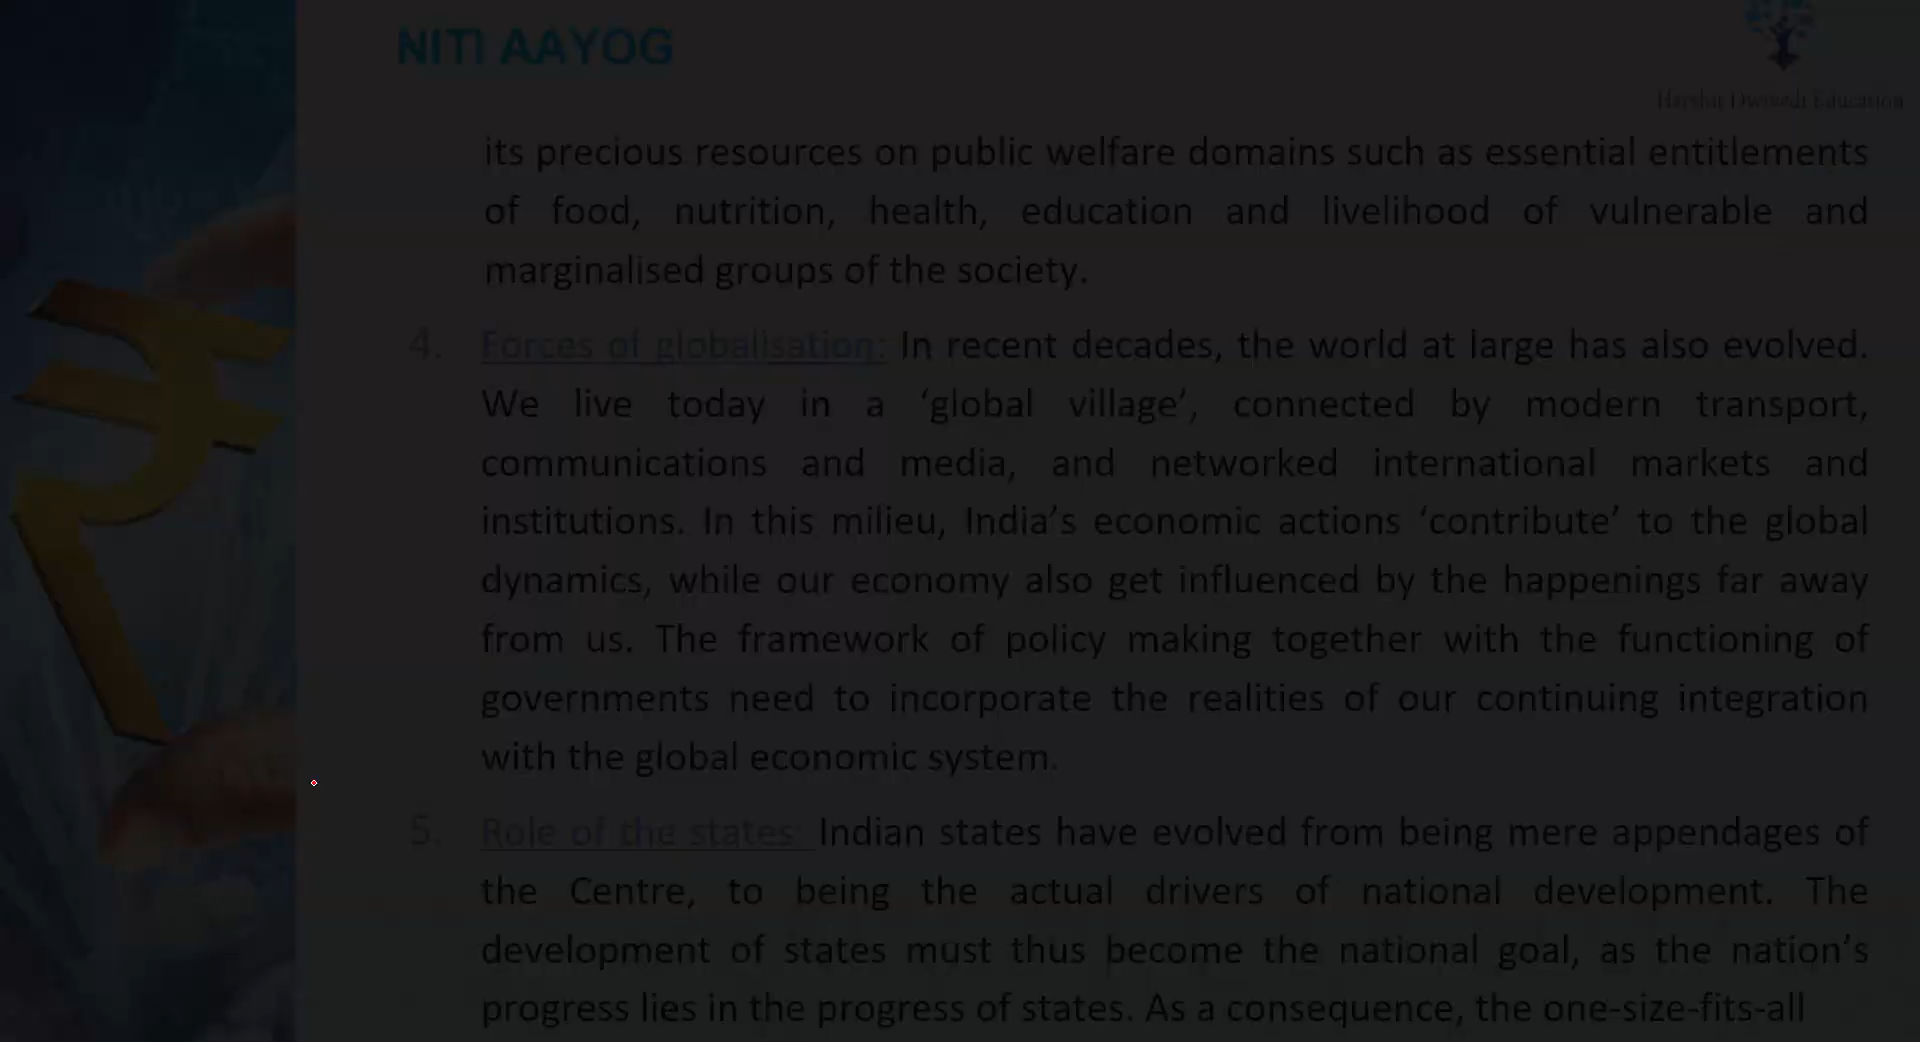 NITI AAYOG
Harshit Dwivedi Education
its precious resources on public welfare domains such as essential entitlements
of food, nutrition, health, education and livelihood of vulnerable and
marginalised groups of the society.
4. Forces of globalisation: In recent decades, the world at large has also evolved.
We live today in a ‘global village’, connected by modern transport,
communications and media, and networked international markets and
institutions. In this milieu, India’s economic actions ‘contribute’ to the global
dynamics, while our economy also get influenced by the happenings far away
from us. The framework of policy making together with the functioning of
governments need to incorporate the realities of our continuing integration
with the global economic system.
5. Role of the states: Indian states have evolved from being mere appendages of
the Centre, to being the actual drivers of national development. The
development of states must thus become the national goal, as the nation’s
progress lies in the progress of states. As a consequence, the one-size-fits-all